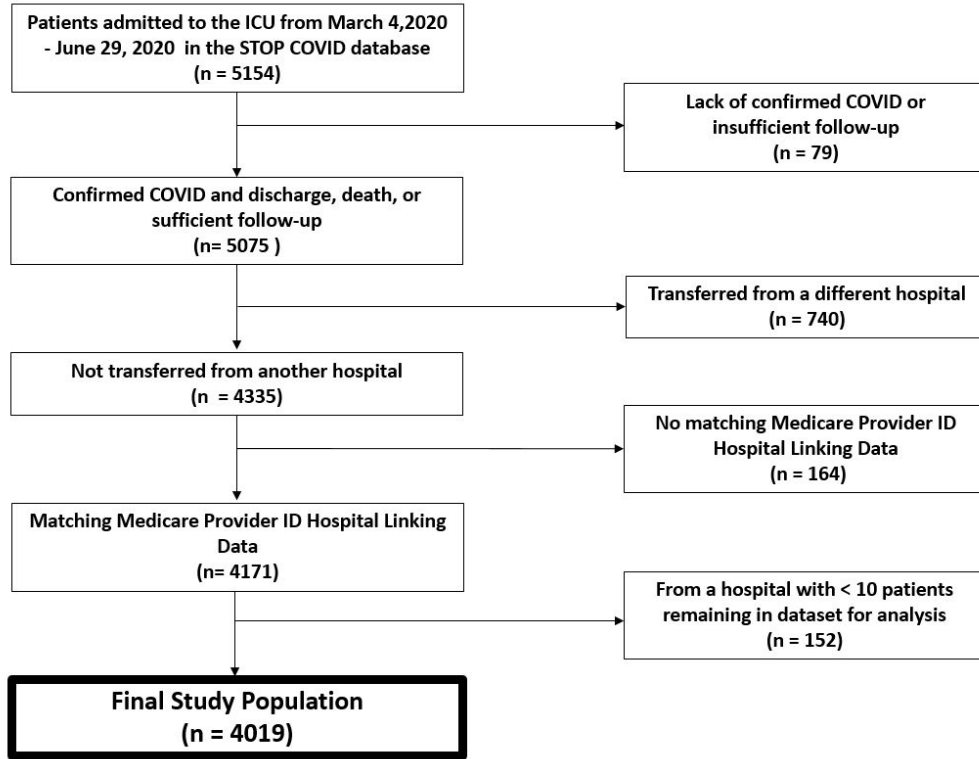 Patients admitted to the ICU from March 4,2020
- June 29, 2020  in the STOP COVID database
(n = 5154)
Lack of confirmed COVID or
insufficient follow-up
(n = 79)
Confirmed COVID and discharge, death, or
sufficient follow-up
(n= 5075 )
Transferred from a different hospital
(n = 740)
Not transferred from another hospital
(n  = 4335)
No matching Medicare Provider ID
Hospital Linking Data
(n = 164)
Matching Medicare Provider ID Hospital Linking
Data
(n= 4171)
From a hospital with < 10 patients
remaining in dataset for analysis
(n = 152)
Final Study Population
(n = 4019)